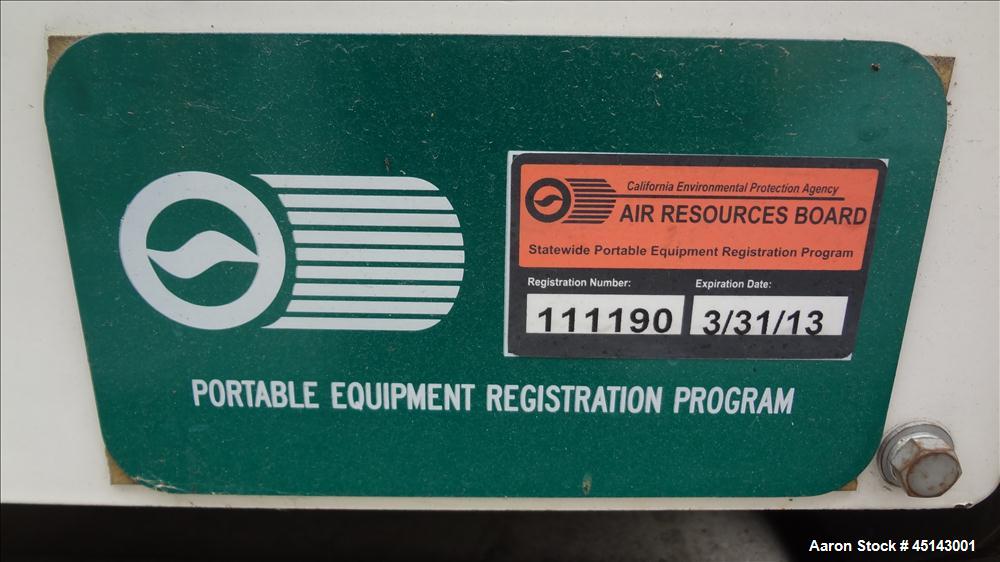 California Environmental Protection Agency
AIR RESOURCES BOARD
Statewide Portable Equipment Registration Program
Registration Number: Expiration Date:
111190 3/31/13
PORTABLE EQUIPMENT REGISTRATION PROGRAM
Aaron Stock # 45143001